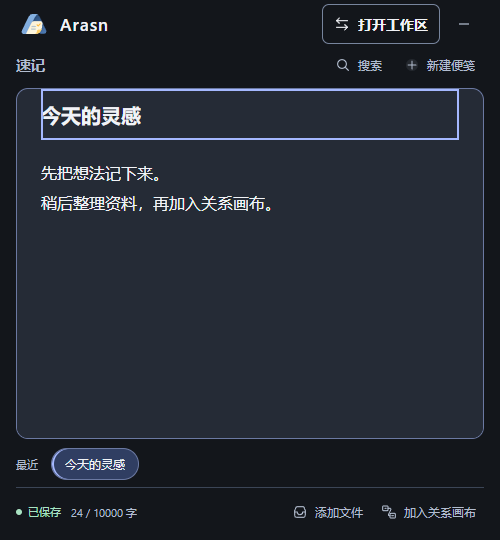 Arasn
打开工作区
速记
搜索
新建便笺
今天的灵感
先把想法记下来。
稍后整理资料，再加入关系画布。
最近
今天的灵感
已保存
24 / 10000 字
添加文件
加入关系画布